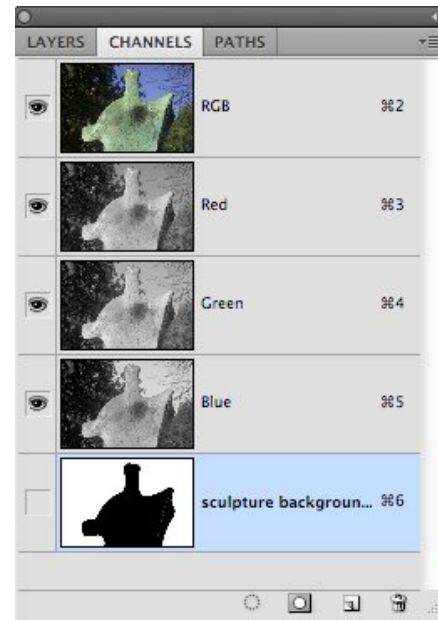 LAYERS CHANNELS PATHS
RGB ⌘2
Red ⌘3
Green ⌘4
Blue ⌘5
sculpture backgroun... ⌘6